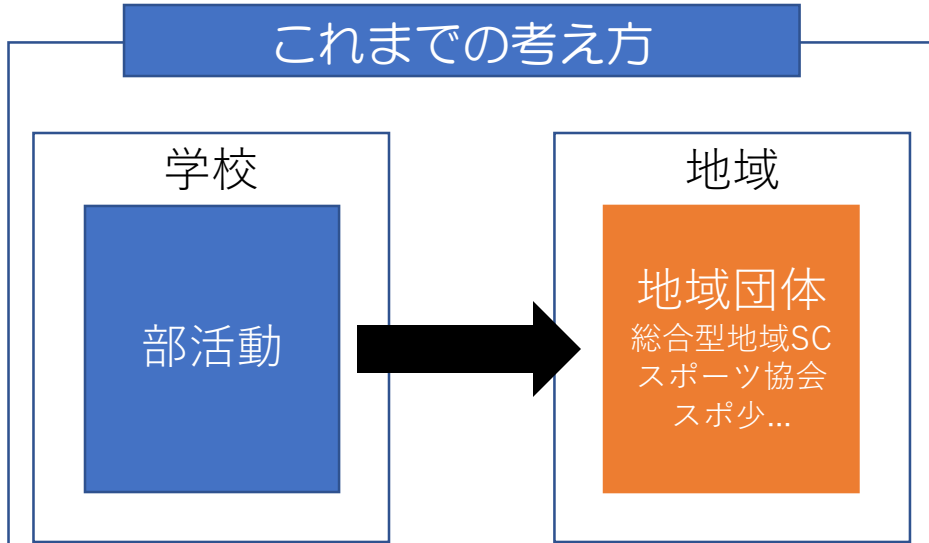 これまでの考え方
学校
部活動
地域
地域団体
総合型地域SC
スポーツ協会
スポ少...